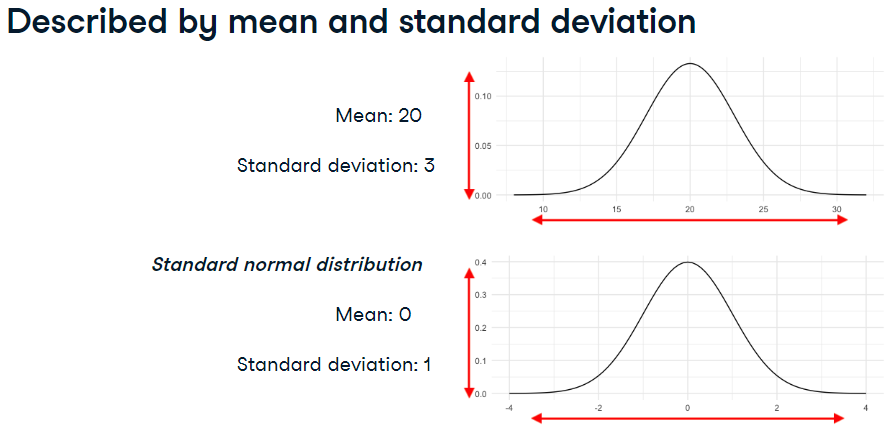 Described by mean and standard deviation
Mean: 20
Standard deviation: 3
0.10
0.05
0.00
10 15 20 25 30
Standard normal distribution
Mean: 0
Standard deviation: 1
0.4
0.3
0.2
0.1
0.0
-4 -2 0 2 4